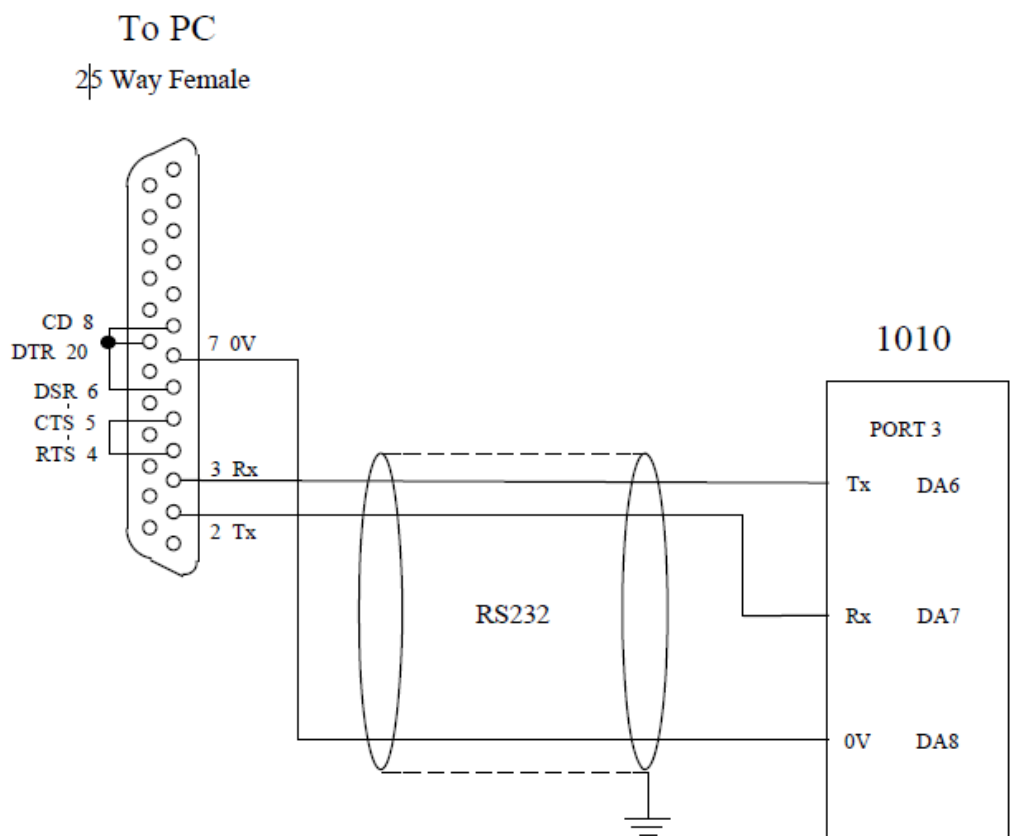 To PC
25 Way Female
CD 8
DTR 20
7 0V
DSR 6
CTS 5
RTS 4
3 Rx
2 Tx
RS232
1010
PORT 3
Tx DA6
Rx DA7
0V DA8